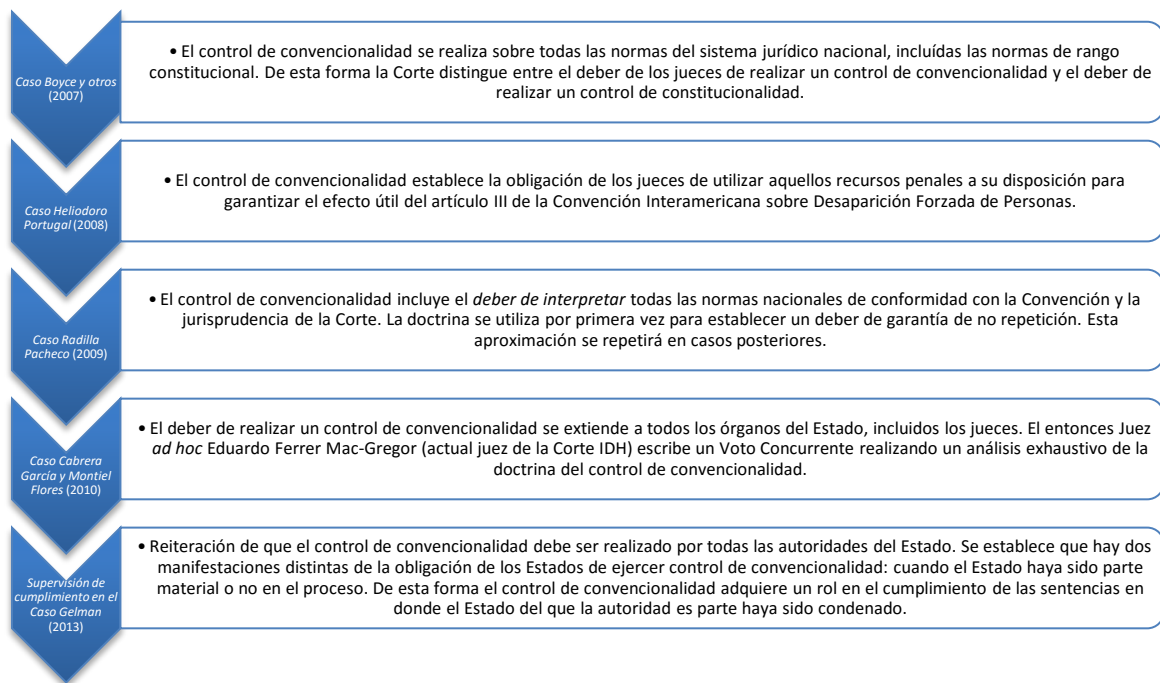 Caso Boyce y otros
(2007)
• El control de convencionalidad se realiza sobre todas las normas del sistema jurídico nacional, incluídas las normas de rango
constitucional. De esta forma la Corte distingue entre el deber de los jueces de realizar un control de convencionalidad y el deber de
realizar un control de constitucionalidad.
Caso Heliodoro
Portugal (2008)
• El control de convencionalidad establece la obligación de los jueces de utilizar aquellos recursos penales a su disposición para
garantizar el efecto útil del artículo III de la Convención Interamericana sobre Desaparición Forzada de Personas.
Caso Radilla
Pacheco (2009)
• El control de convencionalidad incluye el deber de interpretar todas las normas nacionales de conformidad con la Convención y la
jurisprudencia de la Corte. La doctrina se utiliza por primera vez para establecer un deber de garantía de no repetición. Esta
aproximación se repetirá en casos posteriores.
Caso Cabrera
García y Montiel
Flores (2010)
• El deber de realizar un control de convencionalidad se extiende a todos los órganos del Estado, incluidos los jueces. El entonces Juez
ad hoc Eduardo Ferrer Mac-Gregor (actual juez de la Corte IDH) escribe un Voto Concurrente realizando un análisis exhaustivo de la
doctrina del control de convencionalidad.
Supervisión de
cumplimiento en el
Caso Gelman
(2013)
• Reiteración de que el control de convencionalidad debe ser realizado por todas las autoridades del Estado. Se establece que hay dos
manifestaciones distintas de la obligación de los Estados de ejercer control de convencionalidad: cuando el Estado haya sido parte
material o no en el proceso. De esta forma el control de convencionalidad adquiere un rol en el cumplimiento de las sentencias en
donde el Estado del que la autoridad es parte haya sido condenado.